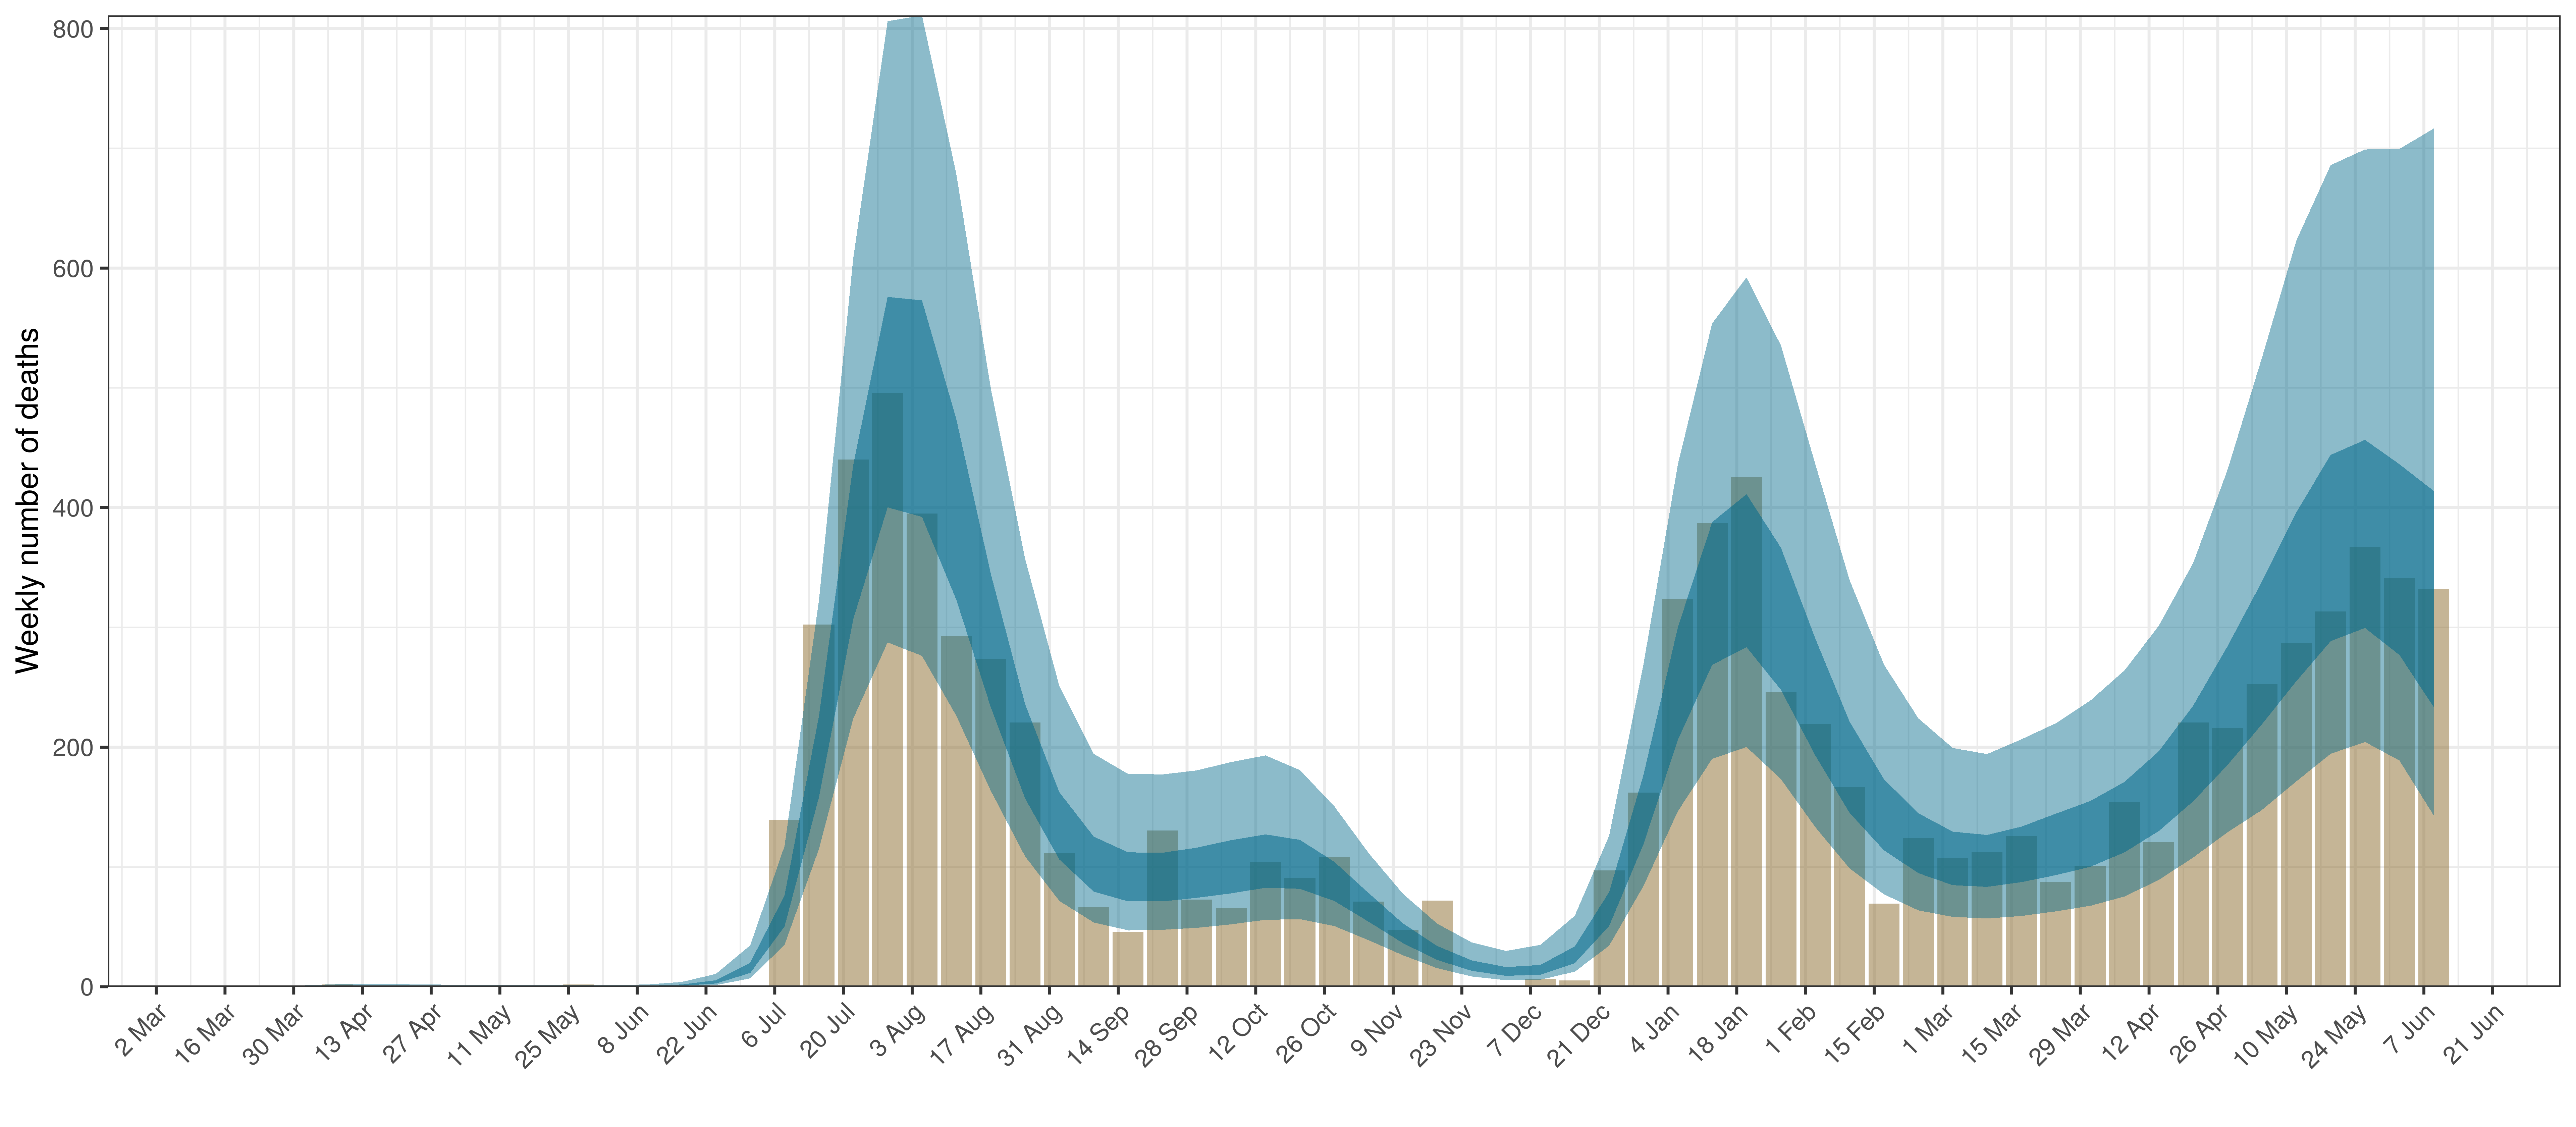 Weekly number of deaths
800
600
400
200
0
2 Mar
16 Mar
30 Mar
13 Apr
27 Apr
11 May
25 May
8 Jun
22 Jun
6 Jul
20 Jul
3 Aug
17 Aug
31 Aug
14 Sep
28 Sep
12 Oct
26 Oct
9 Nov
23 Nov
7 Dec
21 Dec
4 Jan
18 Jan
1 Feb
15 Feb
1 Mar
15 Mar
29 Mar
12 Apr
26 Apr
10 May
24 May
7 Jun
21 Jun